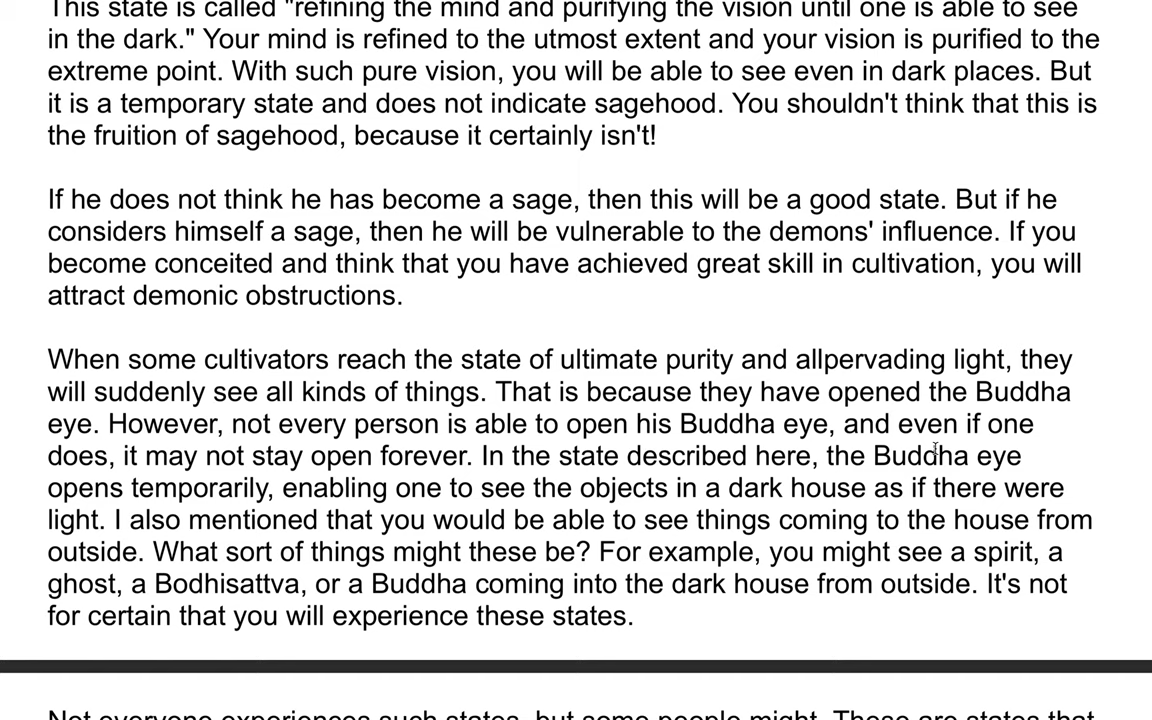 This state is called "refining the mind and purifying the vision until one is able to see
in the dark." Your mind is refined to the utmost extent and your vision is purified to the
extreme point. With such pure vision, you will be able to see even in dark places. But
it is a temporary state and does not indicate sagehood. You shouldn't think that this is
the fruition of sagehood, because it certainly isn't!
If he does not think he has become a sage, then this will be a good state. But if he
considers himself a sage, then he will be vulnerable to the demons' influence. If you
become conceited and think that you have achieved great skill in cultivation, you will
attract demonic obstructions.
When some cultivators reach the state of ultimate purity and allpervading light, they
will suddenly see all kinds of things. That is because they have opened the Buddha
eye. However, not every person is able to open his Buddha eye, and even if one
does, it may not stay open forever. In the state described here, the Buddha eye
opens temporarily, enabling one to see the objects in a dark house as if there were
light. I also mentioned that you would be able to see things coming to the house from
outside. What sort of things might these be? For example, you might see a spirit, a
ghost, a Bodhisattva, or a Buddha coming into the dark house from outside. It's not
for certain that you will experience these states.
Not everyone experiences such states, but some people might. These are states that